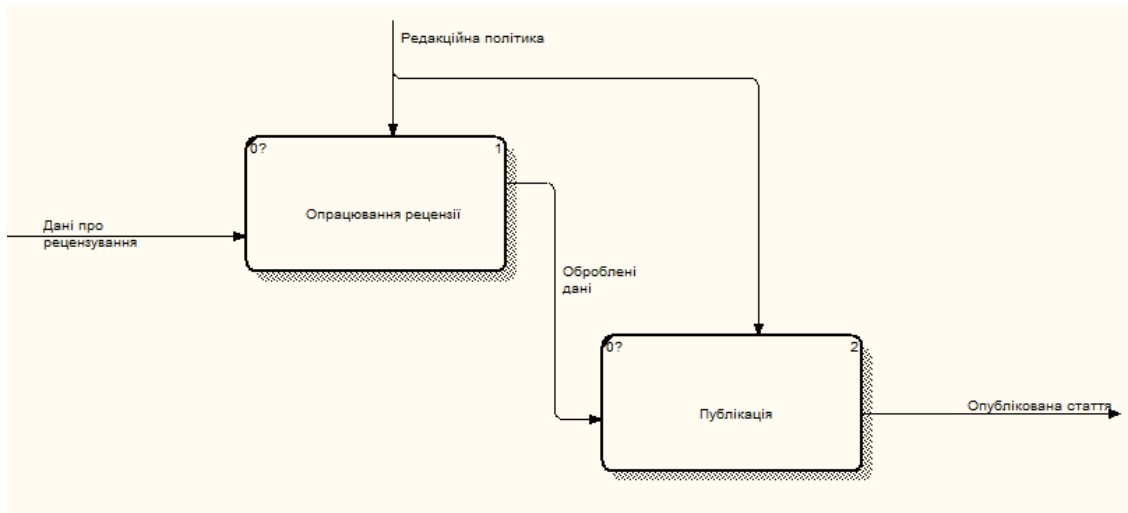 Редакційна політика
0?
1
Опрацювання рецензії
Дані про
рецензування
Оброблені
дані
0?
2
Публікація
Опублікована стаття